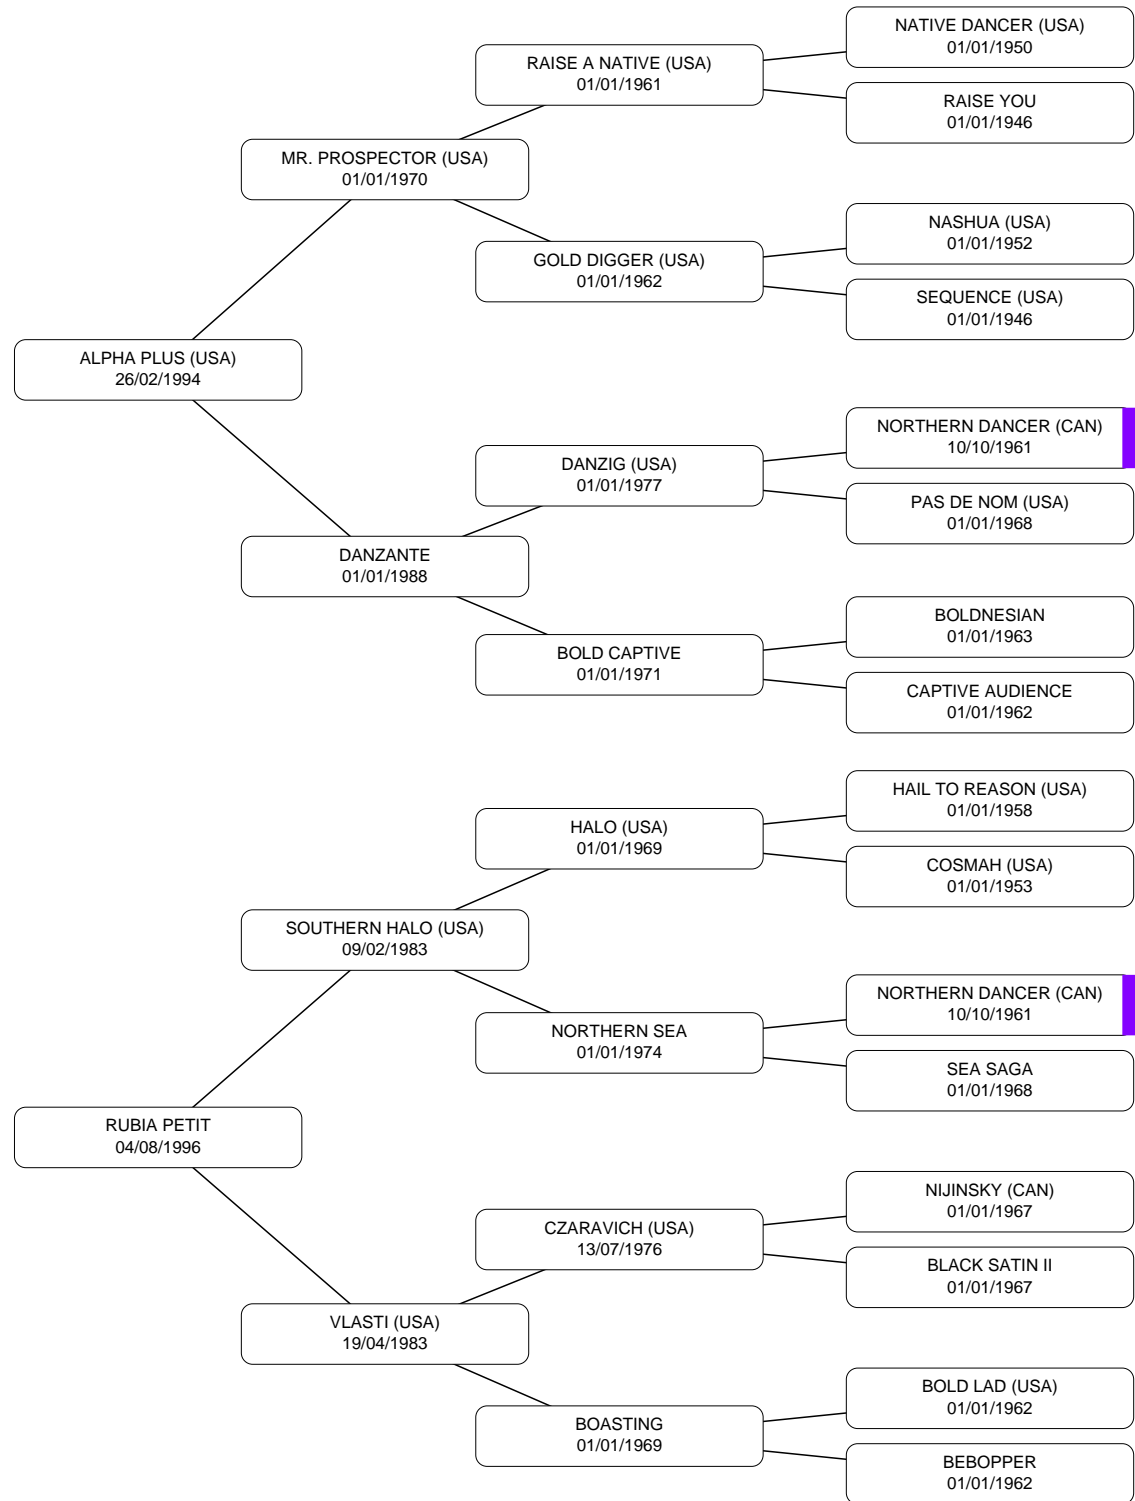 NATIVE DANCER (USA)
01/01/1950
RAISE A NATIVE (USA)
01/01/1961
RAISE YOU
01/01/1946
MR. PROSPECTOR (USA)
01/01/1970
NASHUA (USA)
01/01/1952
GOLD DIGGER (USA)
01/01/1962
SEQUENCE (USA)
01/01/1946
ALPHA PLUS (USA)
26/02/1994
NORTHERN DANCER (CAN)
10/10/1961
DANZIG (USA)
01/01/1977
PAS DE NOM (USA)
01/01/1968
DANZANTE
01/01/1988
BOLDNESIAN
01/01/1963
BOLD CAPTIVE
01/01/1971
CAPTIVE AUDIENCE
01/01/1962
HAIL TO REASON (USA)
01/01/1958
HALO (USA)
01/01/1969
COSMAH (USA)
01/01/1953
SOUTHERN HALO (USA)
09/02/1983
NORTHERN DANCER (CAN)
10/10/1961
NORTHERN SEA
01/01/1974
SEA SAGA
01/01/1968
RUBIA PETIT
04/08/1996
NIJINSKY (CAN)
01/01/1967
CZARAVICH (USA)
13/07/1976
BLACK SATIN II
01/01/1967
VLASTI (USA)
19/04/1983
BOLD LAD (USA)
01/01/1962
BOASTING
01/01/1969
BEBOPPER
01/01/1962